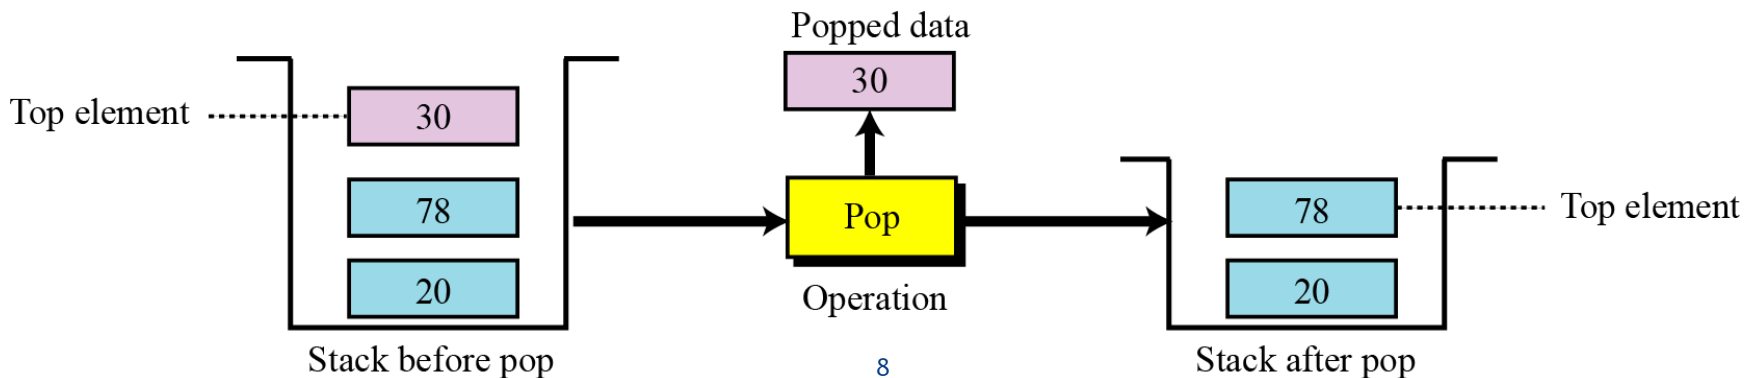 Popped data
30
Top element
30
78
20
Stack before pop
Pop
Operation
8
78
Top element
20
Stack after pop